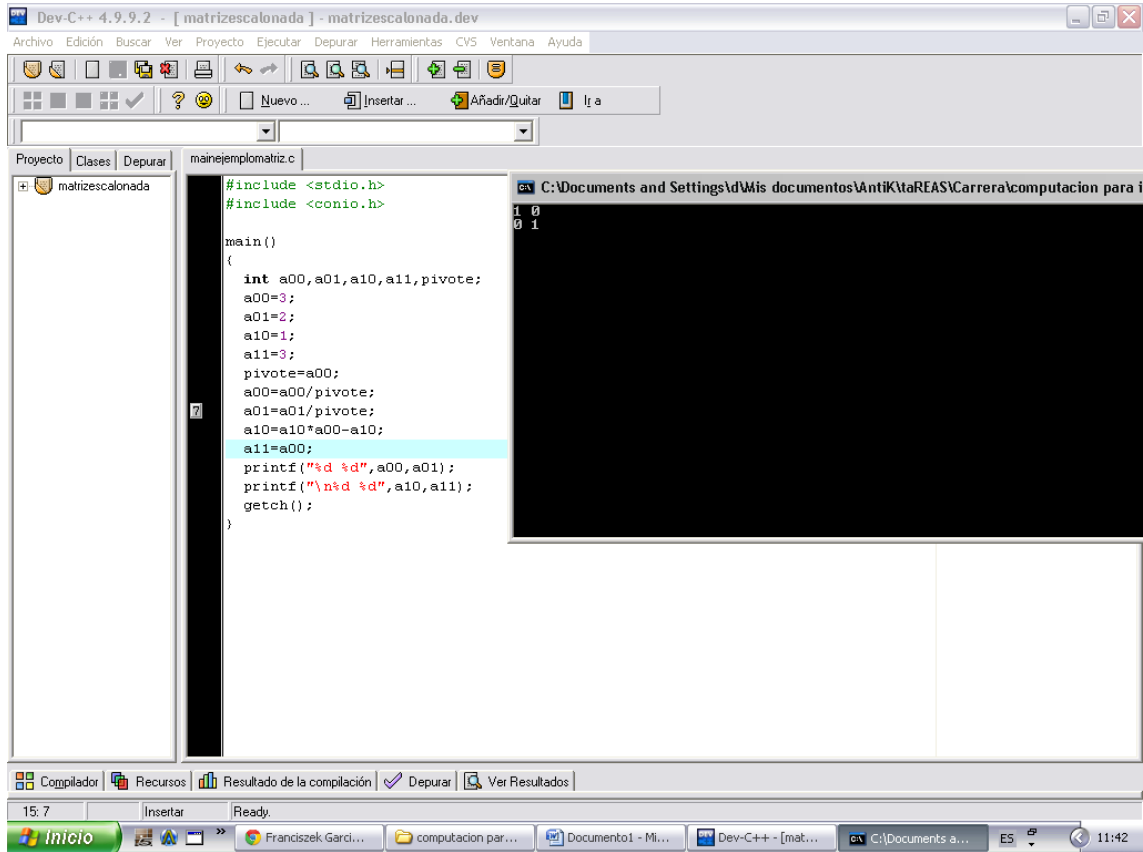 Dev-C++ 4.9.9.2 - [ matrizescalonada ] - matrizescalonada.dev
Archivo Edición Buscar Ver Proyecto Ejecutar Depurar Herramientas CVS Ventana Ayuda
Nuevo ... Insertar ... Añadir/Quitar Ir a
Proyecto Clases Depurar mainejemplomatriz.c
matrizescalonada
#include <stdio.h>
#include <conio.h>
main()
{
int a00,a01,a10,a11,pivote;
a00=3;
a01=2;
a10=1;
a11=3;
pivote=a00;
a00=a00/pivote;
a01=a01/pivote;
a10=a10*a00-a10;
a11=a00;
printf("%d %d",a00,a01);
printf("\n%d %d",a10,a11);
getch();
}
C:\Documents and Settings\d\Mis documentos\AntiK\taREAS\Carrera\computacion para i
1 0
0 1
Compilador Recursos Resultado de la compilación Depurar Ver Resultados
15: 7 Insertar Ready.
Inicio » Franciszek Garci... computacion par... Documento1 - Mi... Dev-C++ - [mat... C:\Documents a... ES 11:42